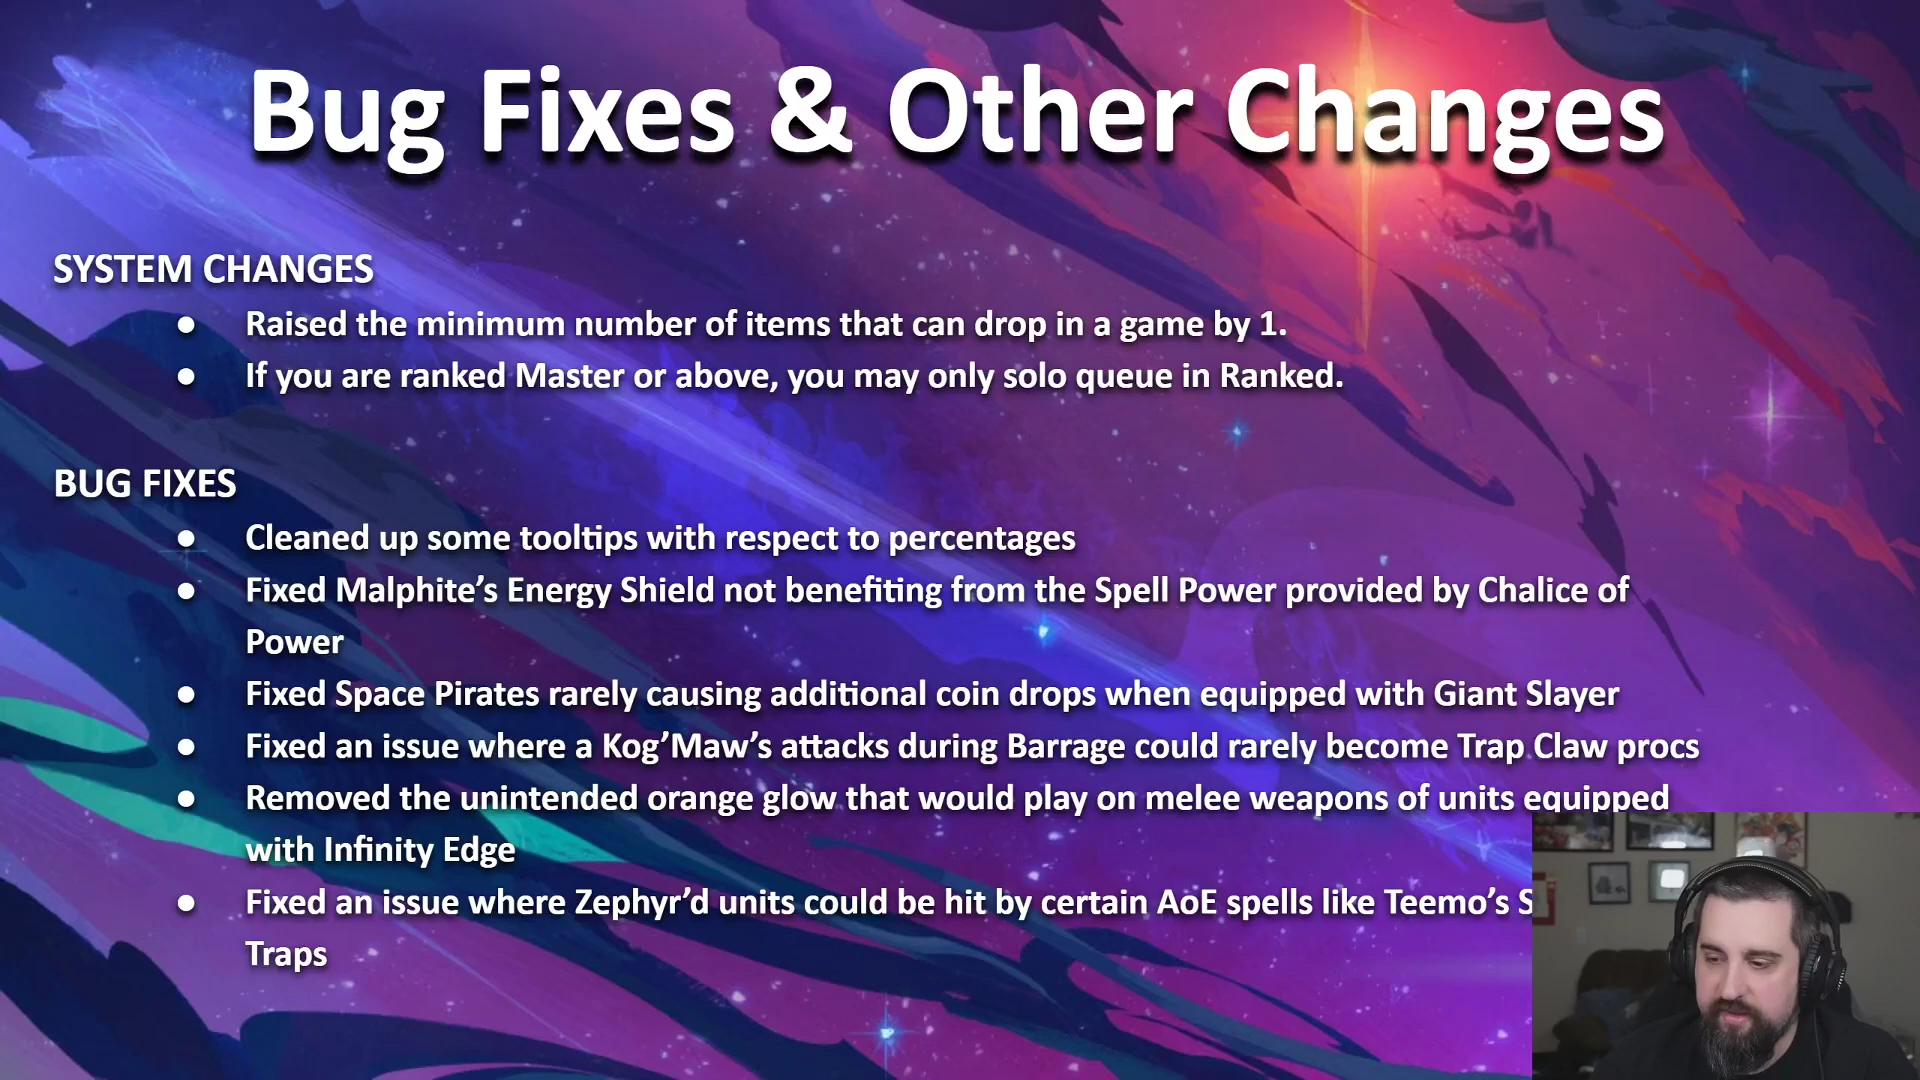 Bug Fixes & Other Changes
SYSTEM CHANGES
● Raised the minimum number of items that can drop in a game by 1.
● If you are ranked Master or above, you may only solo queue in Ranked.
BUG FIXES
● Cleaned up some tooltips with respect to percentages
● Fixed Malphite’s Energy Shield not benefiting from the Spell Power provided by Chalice of
Power
● Fixed Space Pirates rarely causing additional coin drops when equipped with Giant Slayer
● Fixed an issue where a Kog’Maw’s attacks during Barrage could rarely become Trap Claw procs
● Removed the unintended orange glow that would play on melee weapons of units equipped
with Infinity Edge
● Fixed an issue where Zephyr’d units could be hit by certain AoE spells like Teemo’s
Traps